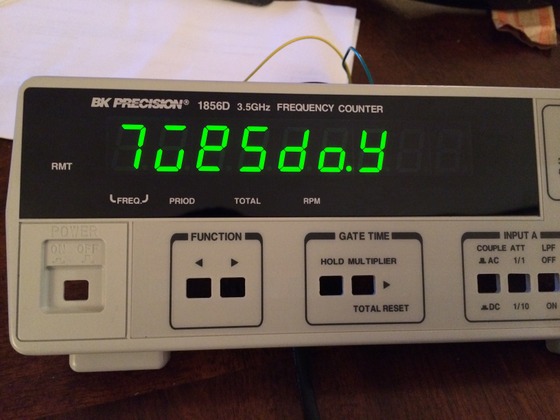 BK PRECISION® 1856D 3.5GHz FREQUENCY COUNTER
Tuesday
RMT
FREQ. PRIOD TOTAL RPM
POWER
ON OFF
FUNCTION
◄ ►
GATE TIME
HOLD MULTIPLIER
►
TOTAL RESET
INPUT A
COUPLE ATT LPF
AC 1/1 OFF
DC 1/10 ON